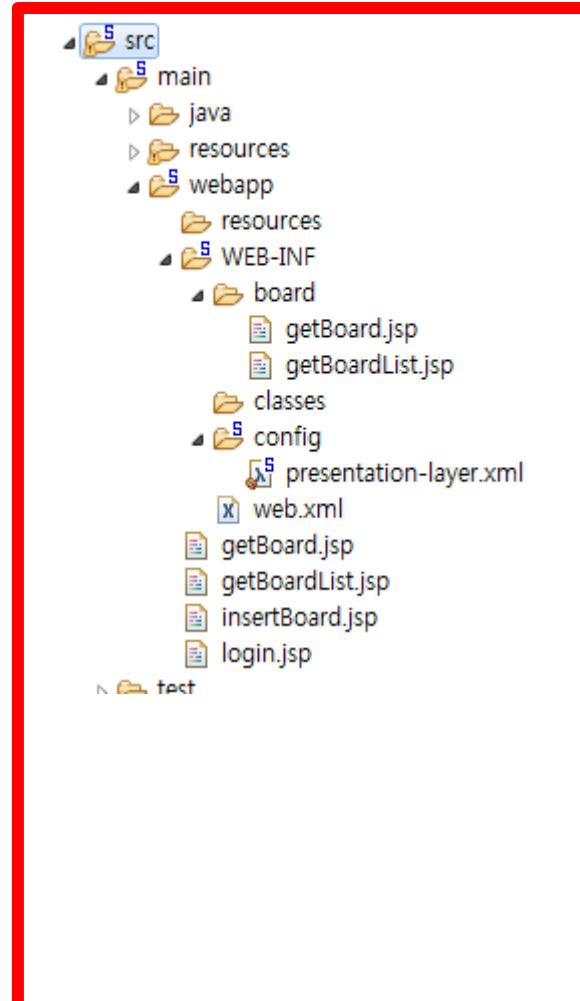 src
main
java
resources
webapp
resources
WEB-INF
board
getBoard.jsp
getBoardList.jsp
classes
config
presentation-layer.xml
web.xml
getBoard.jsp
getBoardList.jsp
insertBoard.jsp
login.jsp
test